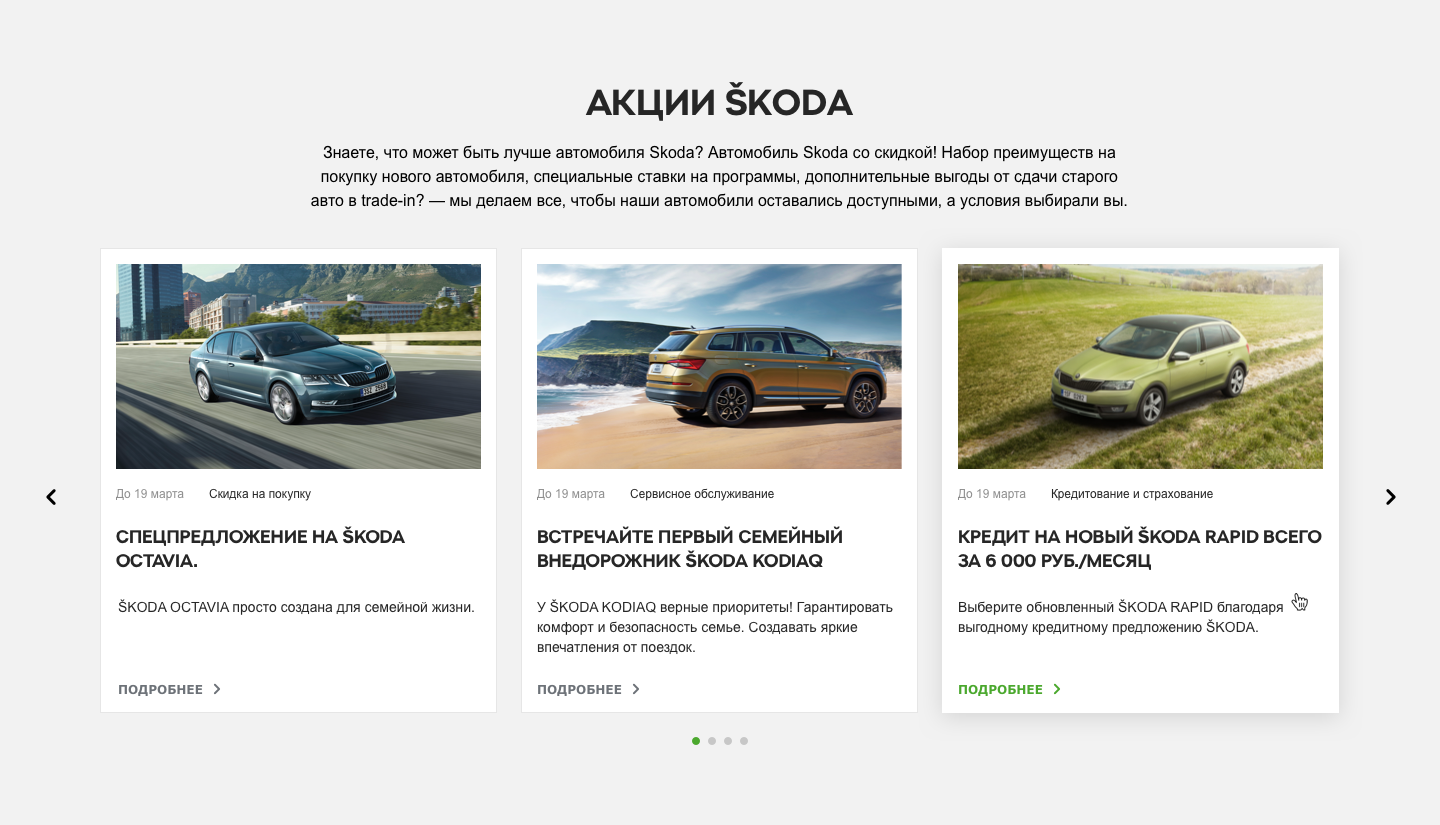 АКЦИИ ŠKODA
Знаете, что может быть лучше автомобиля Skoda? Автомобиль Skoda со скидкой! Набор преимуществ на
покупку нового автомобиля, специальные ставки на программы, дополнительные выгоды от сдачи старого
авто в trade-in? — мы делаем все, чтобы наши автомобили оставались доступными, а условия выбирали вы.
До 19 марта Скидка на покупку
СПЕЦПРЕДЛОЖЕНИЕ НА ŠKODA
OCTAVIA.
ŠKODA OCTAVIA просто создана для семейной жизни.
ПОДРОБНЕЕ
До 19 марта Сервисное обслуживание
ВСТРЕЧАЙТЕ ПЕРВЫЙ СЕМЕЙНЫЙ
ВНЕДОРОЖНИК ŠKODA KODIAQ
У ŠKODA KODIAQ верные приоритеты! Гарантировать
комфорт и безопасность семье. Создавать яркие
впечатления от поездок.
ПОДРОБНЕЕ
До 19 марта Кредитование и страхование
КРЕДИТ НА НОВЫЙ ŠKODA RAPID ВСЕГО
ЗА 6 000 РУБ./МЕСЯЦ
Выберите обновленный ŠKODA RAPID благодаря
выгодному кредитному предложению ŠKODA.
ПОДРОБНЕЕ